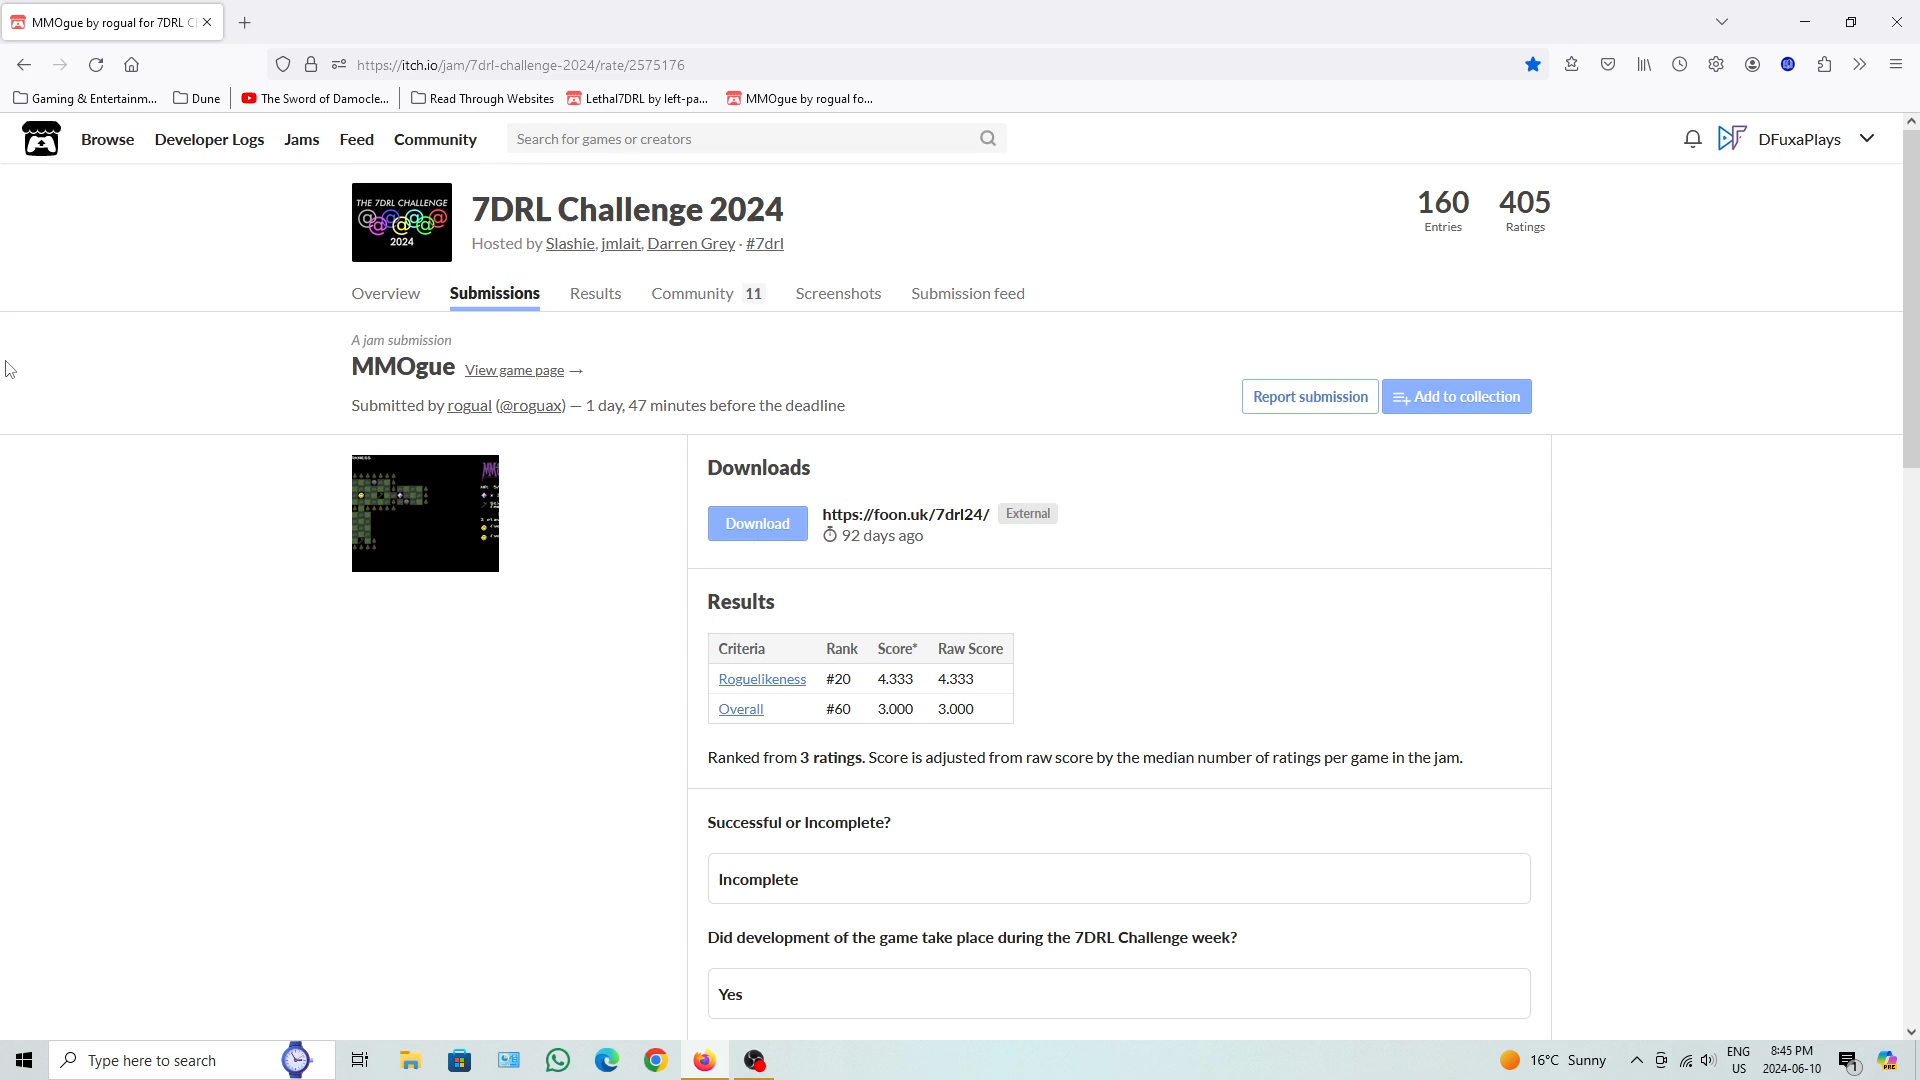 MMOgue by rogual for 7DRL C
https://itch.io/jam/7drl-challenge-2024/rate/2575176
Gaming & Entertainm...
Dune
The Sword of Damocle...
Read Through Websites
Lethal7DRL by left-pa...
MMOgue by rogual fo...
Browse
Developer Logs
Jams
Feed
Community
Search for games or creators
DFuxaPlays
THE 7DRL CHALLENGE
@@@@@@@@
2024
7DRL Challenge 2024
Hosted by Slashie, jmlait, Darren Grey · #7drl
160
Entries
405
Ratings
Overview
Submissions
Results
Community 11
Screenshots
Submission feed
A jam submission
MMOgue View game page →
Submitted by rogual (@roguax) — 1 day, 47 minutes before the deadline
Report submission
Add to collection
Downloads
Download
https://foon.uk/7drl24/ External
92 days ago
Results
Criteria Rank Score* Raw Score
Roguelikeness #20 4.333 4.333
Overall #60 3.000 3.000
Ranked from 3 ratings. Score is adjusted from raw score by the median number of ratings per game in the jam.
Successful or Incomplete?
Incomplete
Did development of the game take place during the 7DRL Challenge week?
Yes
Type here to search
16°C Sunny
ENG
US
8:45 PM
2024-06-10
1